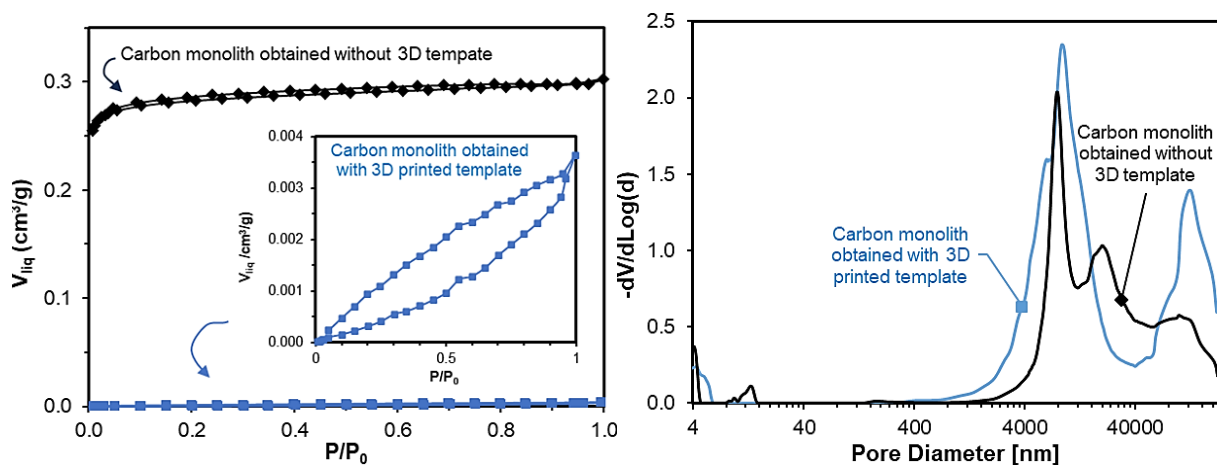 Carbon monolith obtained without 3D tempate
V_liq (cm³/g)
0.3
0.2
0.1
0.0
0.0
0.2
0.4
0.6
0.8
1.0
P/P₀
Carbon monolith obtained
with 3D printed template
V_liq /cm³/g)
0.004
0.003
0.002
0.001
0.000
0.5
1
P/P₀
-dV/dLog(d)
2.5
2.0
1.5
1.0
0.5
0.0
4
40
400
4000
40000
Pore Diameter [nm]
Carbon monolith
obtained without
3D template
Carbon monolith
obtained with 3D
printed template